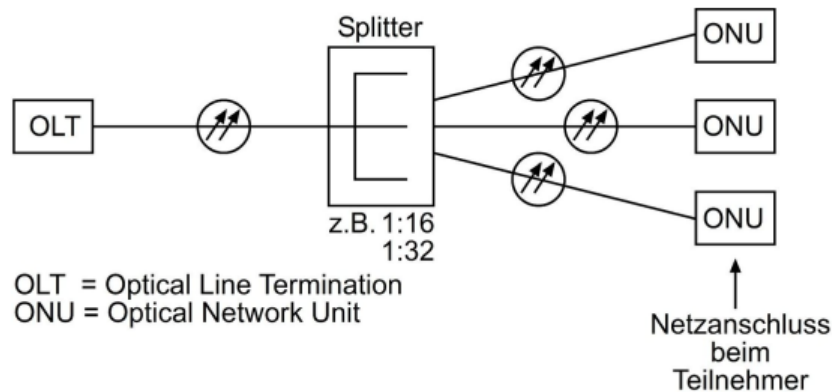 Splitter
ONU
OLT
ONU
ONU
z.B. 1:16
1:32
OLT = Optical Line Termination
ONU = Optical Network Unit
Netzanschluss
beim
Teilnehmer